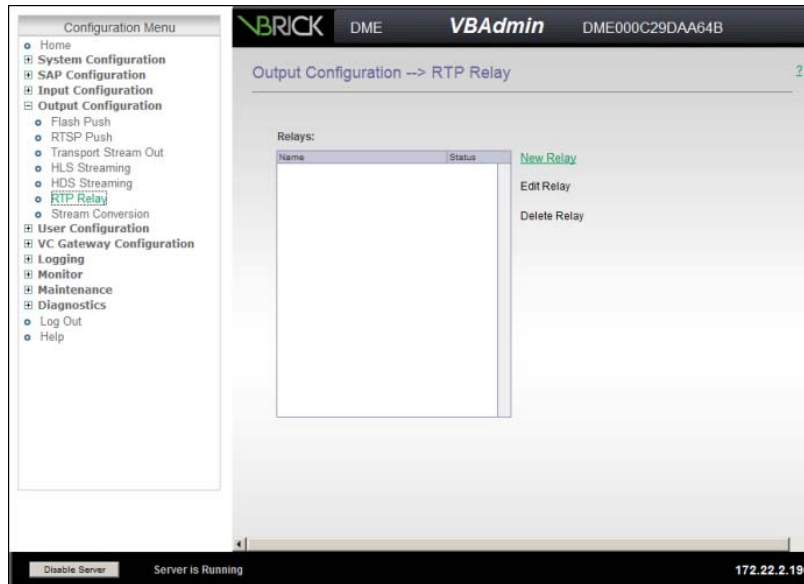 Configuration Menu
Home
System Configuration
SAP Configuration
Input Configuration
Output Configuration
Flash Push
RTSP Push
Transport Stream Out
HLS Streaming
HDS Streaming
RTP Relay
Stream Conversion
User Configuration
VC Gateway Configuration
Logging
Monitor
Maintenance
Diagnostics
Log Out
Help
VBRICK DME VBAdmin DME000C29DAA64B
Output Configuration --> RTP Relay ?
Relays:
Name Status
New Relay
Edit Relay
Delete Relay
Disable Server Server is Running 172.22.2.19